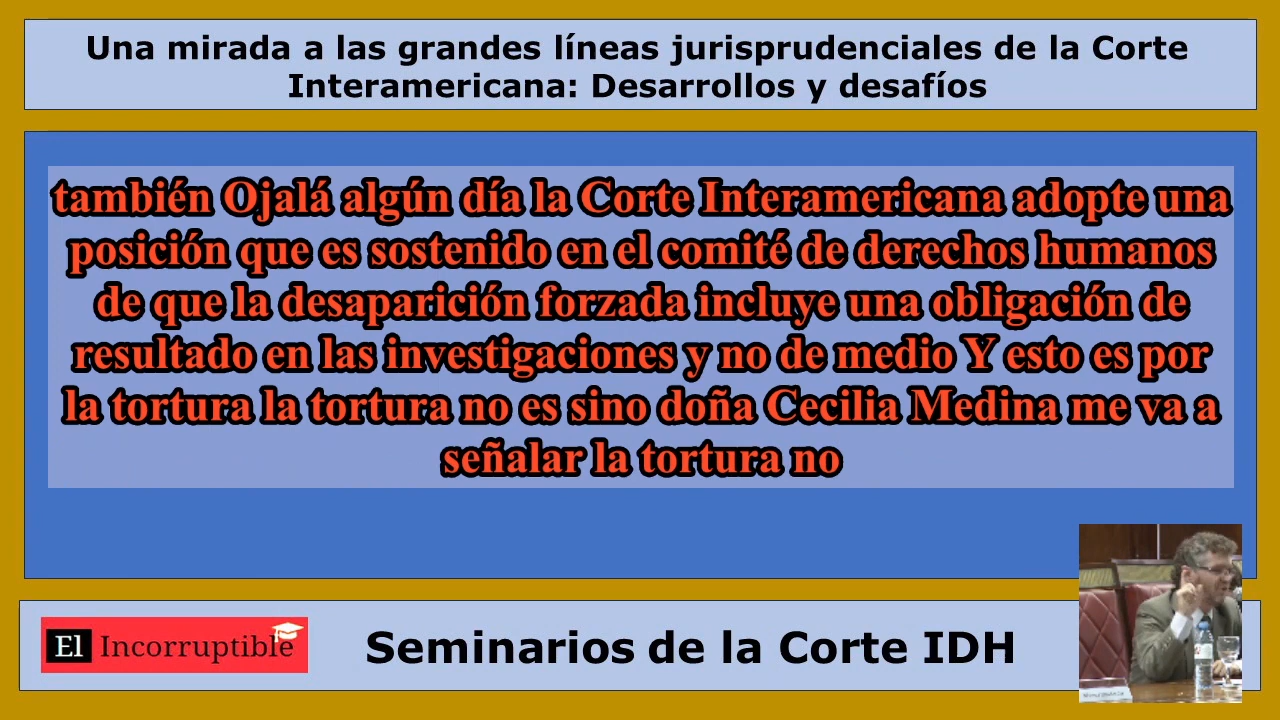 Una mirada a las grandes líneas jurisprudenciales de la Corte
Interamericana: Desarrollos y desafíos
también Ojalá algún día la Corte Interamericana adopte una
posición que es sostenido en el comité de derechos humanos
de que la desaparición forzada incluye una obligación de
resultado en las investigaciones y no de medio Y esto es por
la tortura la tortura no es sino doña Cecilia Medina me va a
señalar la tortura no
El Incorruptible
Seminarios de la Corte IDH